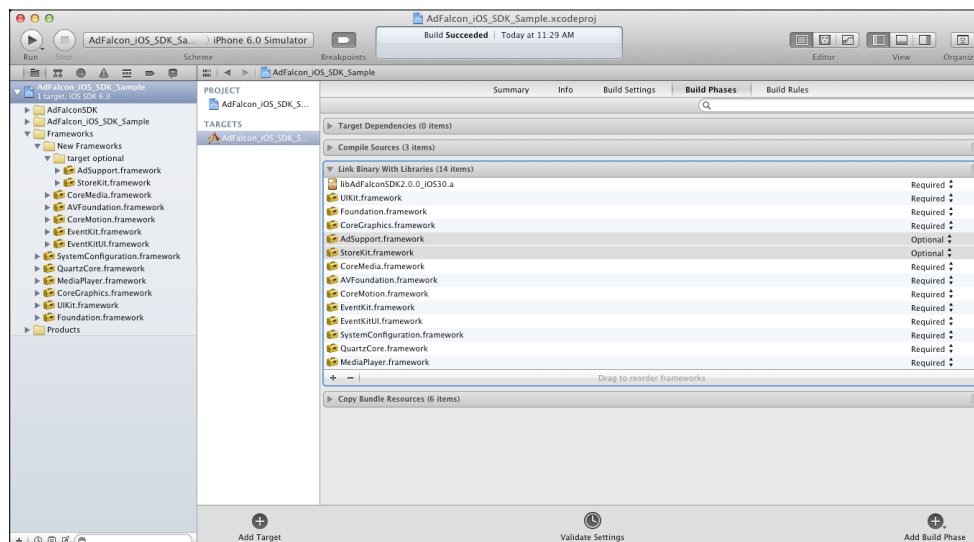 AdFalcon_iOS_SDK_Sample.xcodeproj
AdFalcon_iOS_SDK_Sa... iPhone 6.0 Simulator
Build Succeeded | Today at 11:29 AM
Run Stop Scheme Breakpoints Editor View Organiz
AdFalcon_iOS_SDK_Sample
AdFalcon_iOS_SDK_Sample
1 target, iOS SDK 6.0
AdFalconSDK
AdFalcon_iOS_SDK_Sample
Frameworks
New Frameworks
target optional
AdSupport.framework
StoreKit.framework
CoreMedia.framework
AVFoundation.framework
CoreMotion.framework
EventKit.framework
EventKitUI.framework
SystemConfiguration.framework
QuartzCore.framework
MediaPlayer.framework
CoreGraphics.framework
UIKit.framework
Foundation.framework
Products
PROJECT
AdFalcon_iOS_SDK_S...
TARGETS
AdFalcon_iOS_SDK_S...
Summary Info Build Settings Build Phases Build Rules
Target Dependencies (0 items)
Compile Sources (3 items)
Link Binary With Libraries (14 items)
libAdFalconSDK2.0.0_iOS30.a Required
UIKit.framework Required
Foundation.framework Required
CoreGraphics.framework Required
AdSupport.framework Optional
StoreKit.framework Optional
CoreMedia.framework Required
AVFoundation.framework Required
CoreMotion.framework Required
EventKit.framework Required
EventKitUI.framework Required
SystemConfiguration.framework Required
QuartzCore.framework Required
MediaPlayer.framework Required
Drag to reorder frameworks
Copy Bundle Resources (6 items)
Add Target Validate Settings Add Build Phase